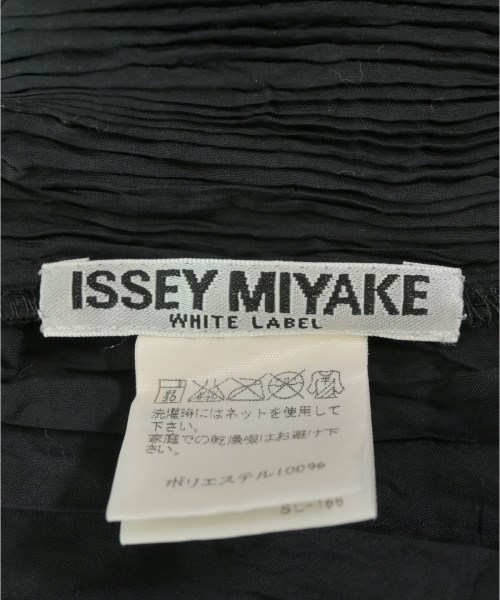 ISSEY MIYAKE
WHITE LABEL
洗濯時にはネットを使用して
下さい。
家庭での乾燥機はお避け下
さい。
ポリエステル100%